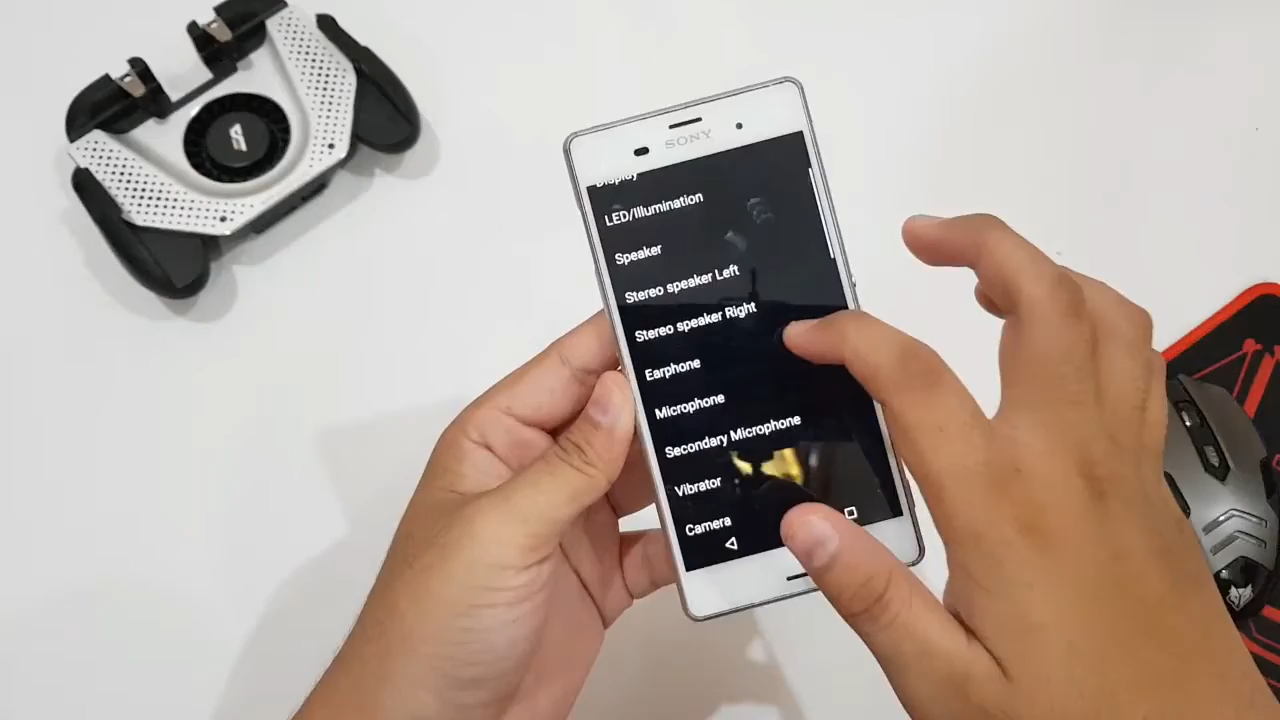 SONY
Display
LED/Illumination
Speaker
Stereo speaker Left
Stereo speaker Right
Earphone
Microphone
Secondary Microphone
Vibrator
Camera